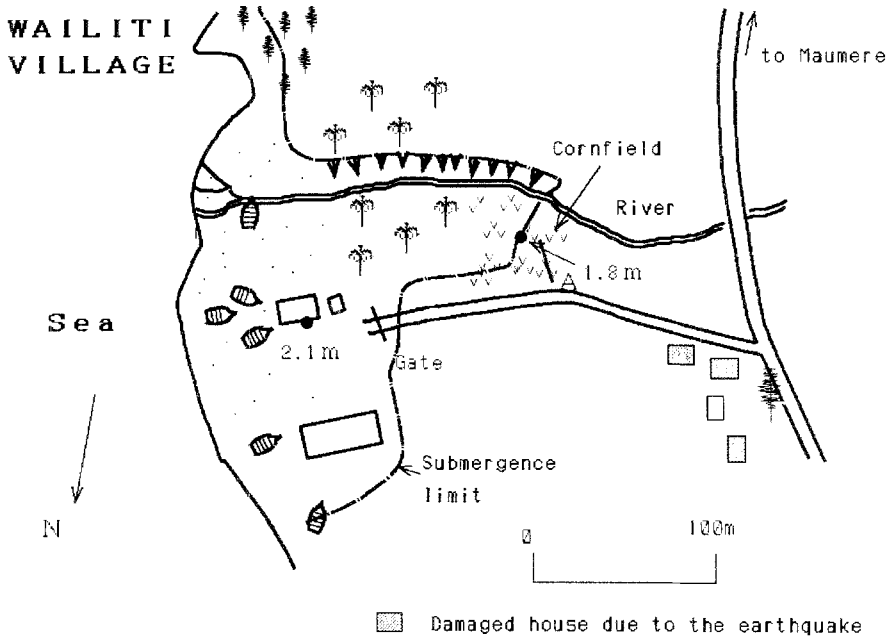 WAILITI
VILLAGE
to Maumere
Cornfield
River
1.8m
Sea
2.1m
Gate
Submergence
limit
N
0
100m
Damaged house due to the earthquake